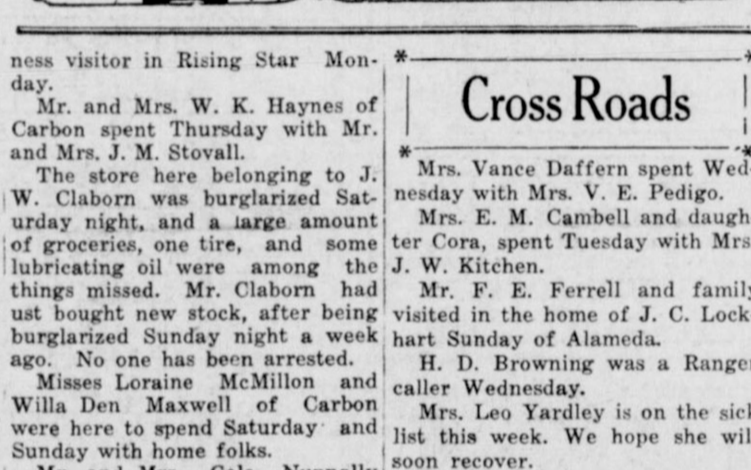 ness visitor in Rising Star Mon-
day.
Mr. and Mrs. W. K. Haynes of
Carbon spent Thursday with Mr.
and Mrs. J. M. Stovall.
The store here belonging to J.
W. Claborn was burglarized Sat-
urday night, and a large amount
of groceries, one tire, and some
lubricating oil were among the
things missed. Mr. Claborn had
ust bought new stock, after being
burglarized Sunday night a week
ago. No one has been arrested.
Misses Loraine McMillon and
Willa Den Maxwell of Carbon
were here to spend Saturday and
Sunday with home folks.
Cross Roads
Mrs. Vance Daffern spent Wed-
nesday with Mrs. V. E. Pedigo.
Mrs. E. M. Cambell and daugh
ter Cora, spent Tuesday with Mrs
J. W. Kitchen.
Mr. F. E. Ferrell and family
visited in the home of J. C. Lock
hart Sunday of Alameda.
H. D. Browning was a Ranger
caller Wednesday.
Mrs. Leo Yardley is on the sick
list this week. We hope she wil
soon recover.